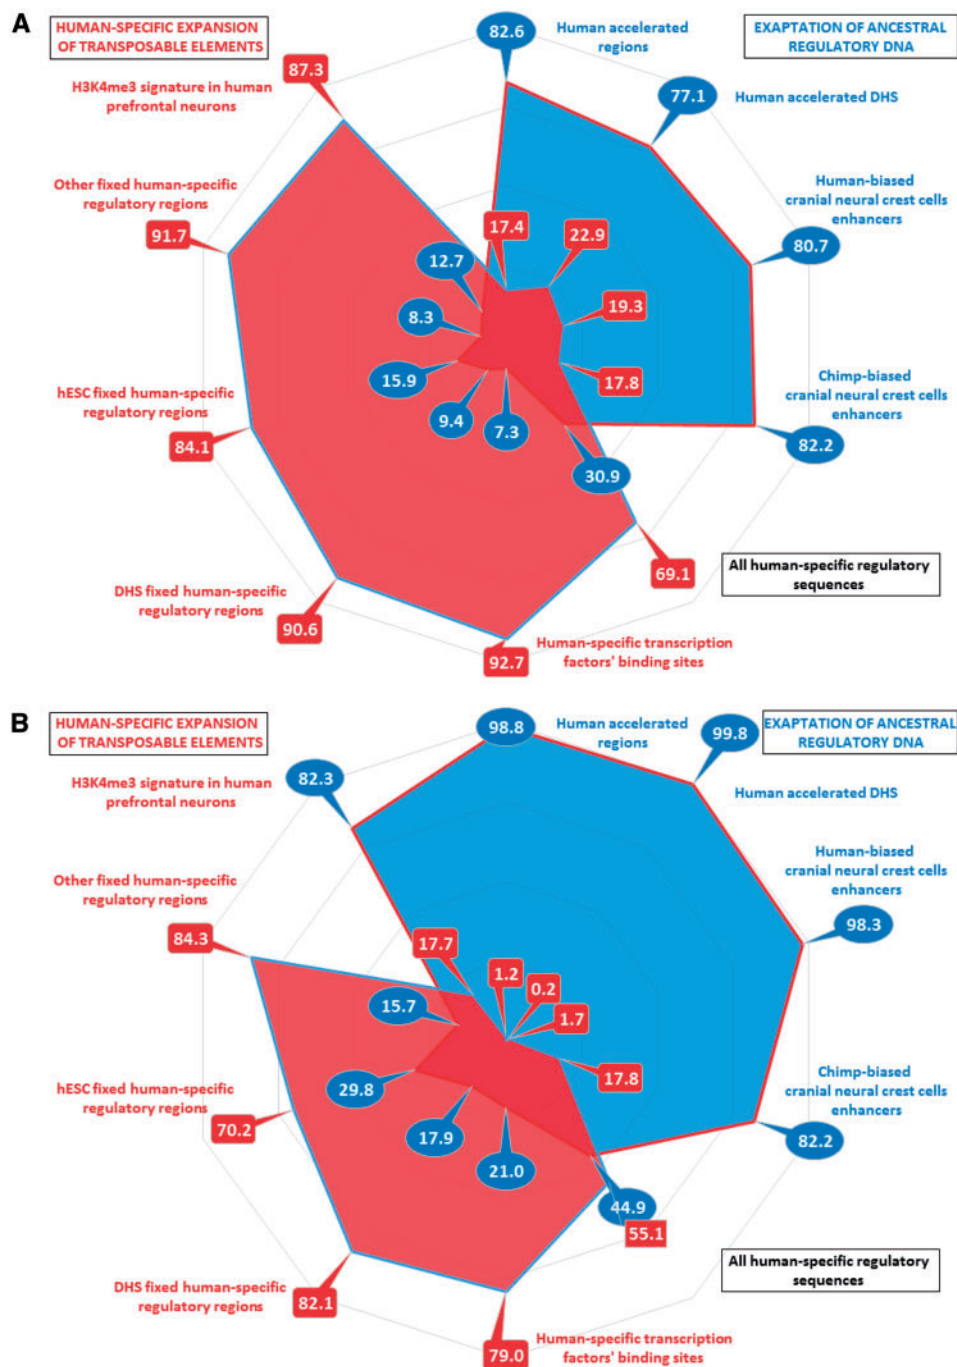 A
HUMAN-SPECIFIC EXPANSION
OF TRANSPOSABLE ELEMENTS
82.6
Human accelerated
regions
EXAPTATION OF ANCESTRAL
REGULATORY DNA
87.3
H3K4me3 signature in human
prefrontal neurons
77.1
Human accelerated DHS
Other fixed human-specific
regulatory regions
91.7
Human-biased
cranial neural crest cells
enhancers
80.7
17.4
22.9
12.7
19.3
8.3
15.9
17.8
9.4
7.3
30.9
hESC fixed human-specific
regulatory regions
84.1
Chimp-biased
cranial neural crest cells
enhancers
82.2
69.1
All human-specific regulatory
sequences
DHS fixed human-specific
regulatory regions
90.6
92.7
Human-specific transcription
factors' binding sites
B
HUMAN-SPECIFIC EXPANSION
OF TRANSPOSABLE ELEMENTS
98.8
Human accelerated
regions
99.8
EXAPTATION OF ANCESTRAL
REGULATORY DNA
H3K4me3 signature in human
prefrontal neurons
82.3
Human accelerated DHS
Other fixed human-specific
regulatory regions
84.3
Human-biased
cranial neural crest cells
enhancers
98.3
17.7
1.2
0.2
1.7
15.7
17.8
29.8
17.9
21.0
44.9
55.1
hESC fixed human-specific
regulatory regions
70.2
Chimp-biased
cranial neural crest cells
enhancers
82.2
All human-specific regulatory
sequences
DHS fixed human-specific
regulatory regions
82.1
79.0
Human-specific transcription
factors' binding sites